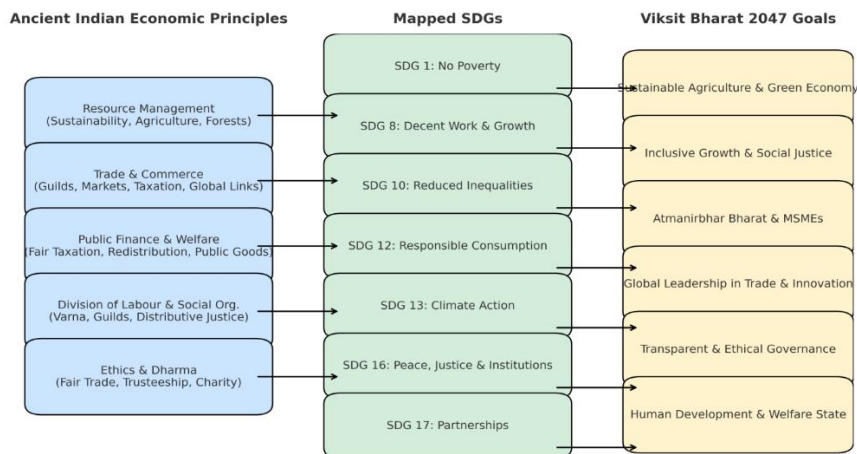 Ancient Indian Economic Principles
Mapped SDGs
Viksit Bharat 2047 Goals
Resource Management
(Sustainability, Agriculture, Forests)
Trade & Commerce
(Guilds, Markets, Taxation, Global Links)
Public Finance & Welfare
(Fair Taxation, Redistribution, Public Goods)
Division of Labour & Social Org.
(Varna, Guilds, Distributive Justice)
Ethics & Dharma
(Fair Trade, Trusteeship, Charity)
SDG 1: No Poverty
SDG 8: Decent Work & Growth
SDG 10: Reduced Inequalities
SDG 12: Responsible Consumption
SDG 13: Climate Action
SDG 16: Peace, Justice & Institutions
SDG 17: Partnerships
Sustainable Agriculture & Green Economy
Inclusive Growth & Social Justice
Atmanirbhar Bharat & MSMEs
Global Leadership in Trade & Innovation
Transparent & Ethical Governance
Human Development & Welfare State